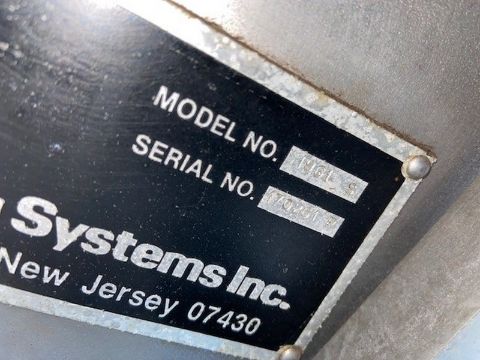 MODEL NO.
SERIAL NO.
Systems Inc.
New Jersey 07430